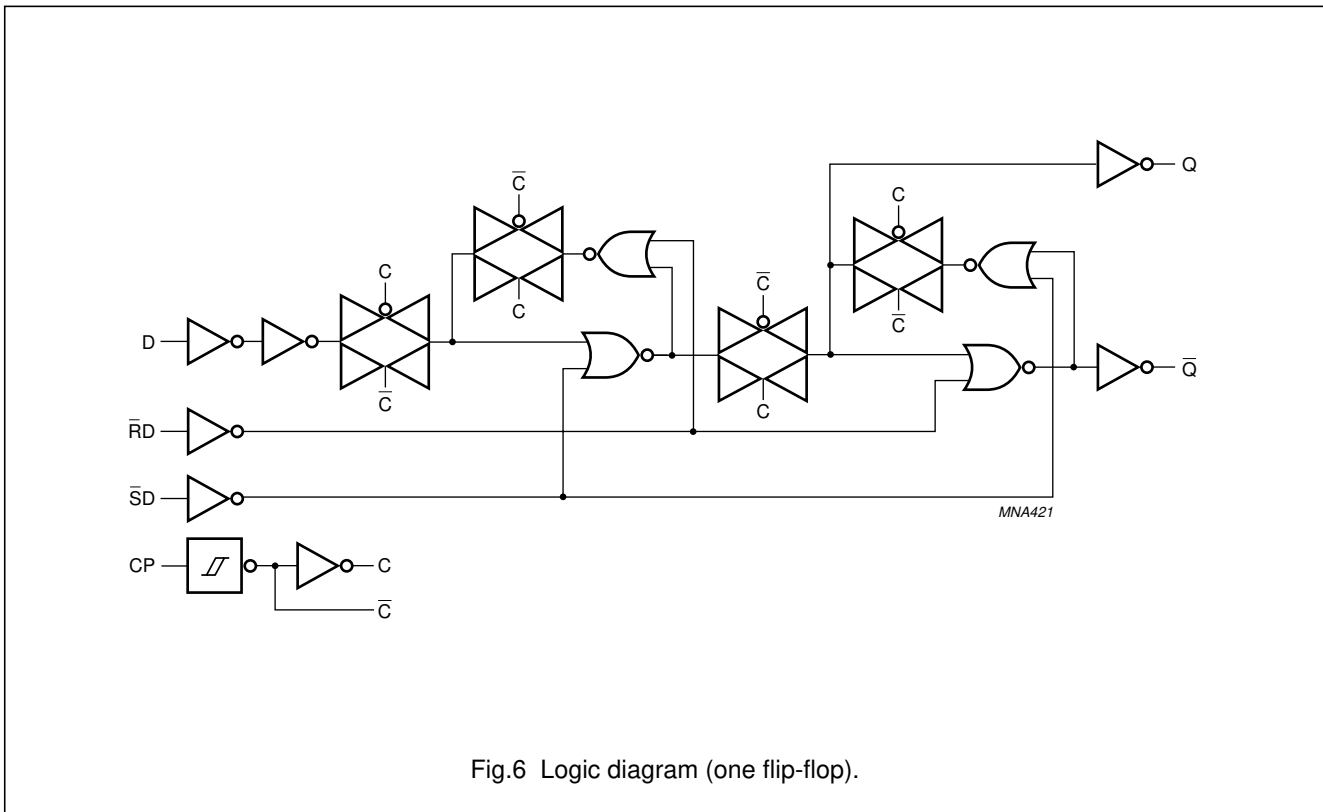 Q
C̅
C
C
C̅
C
C̅
D
C̅
C
Q̅
C̅
C
R̅D
S̅D
MNA421
CP
C
C̅
Fig.6 Logic diagram (one flip-flop).